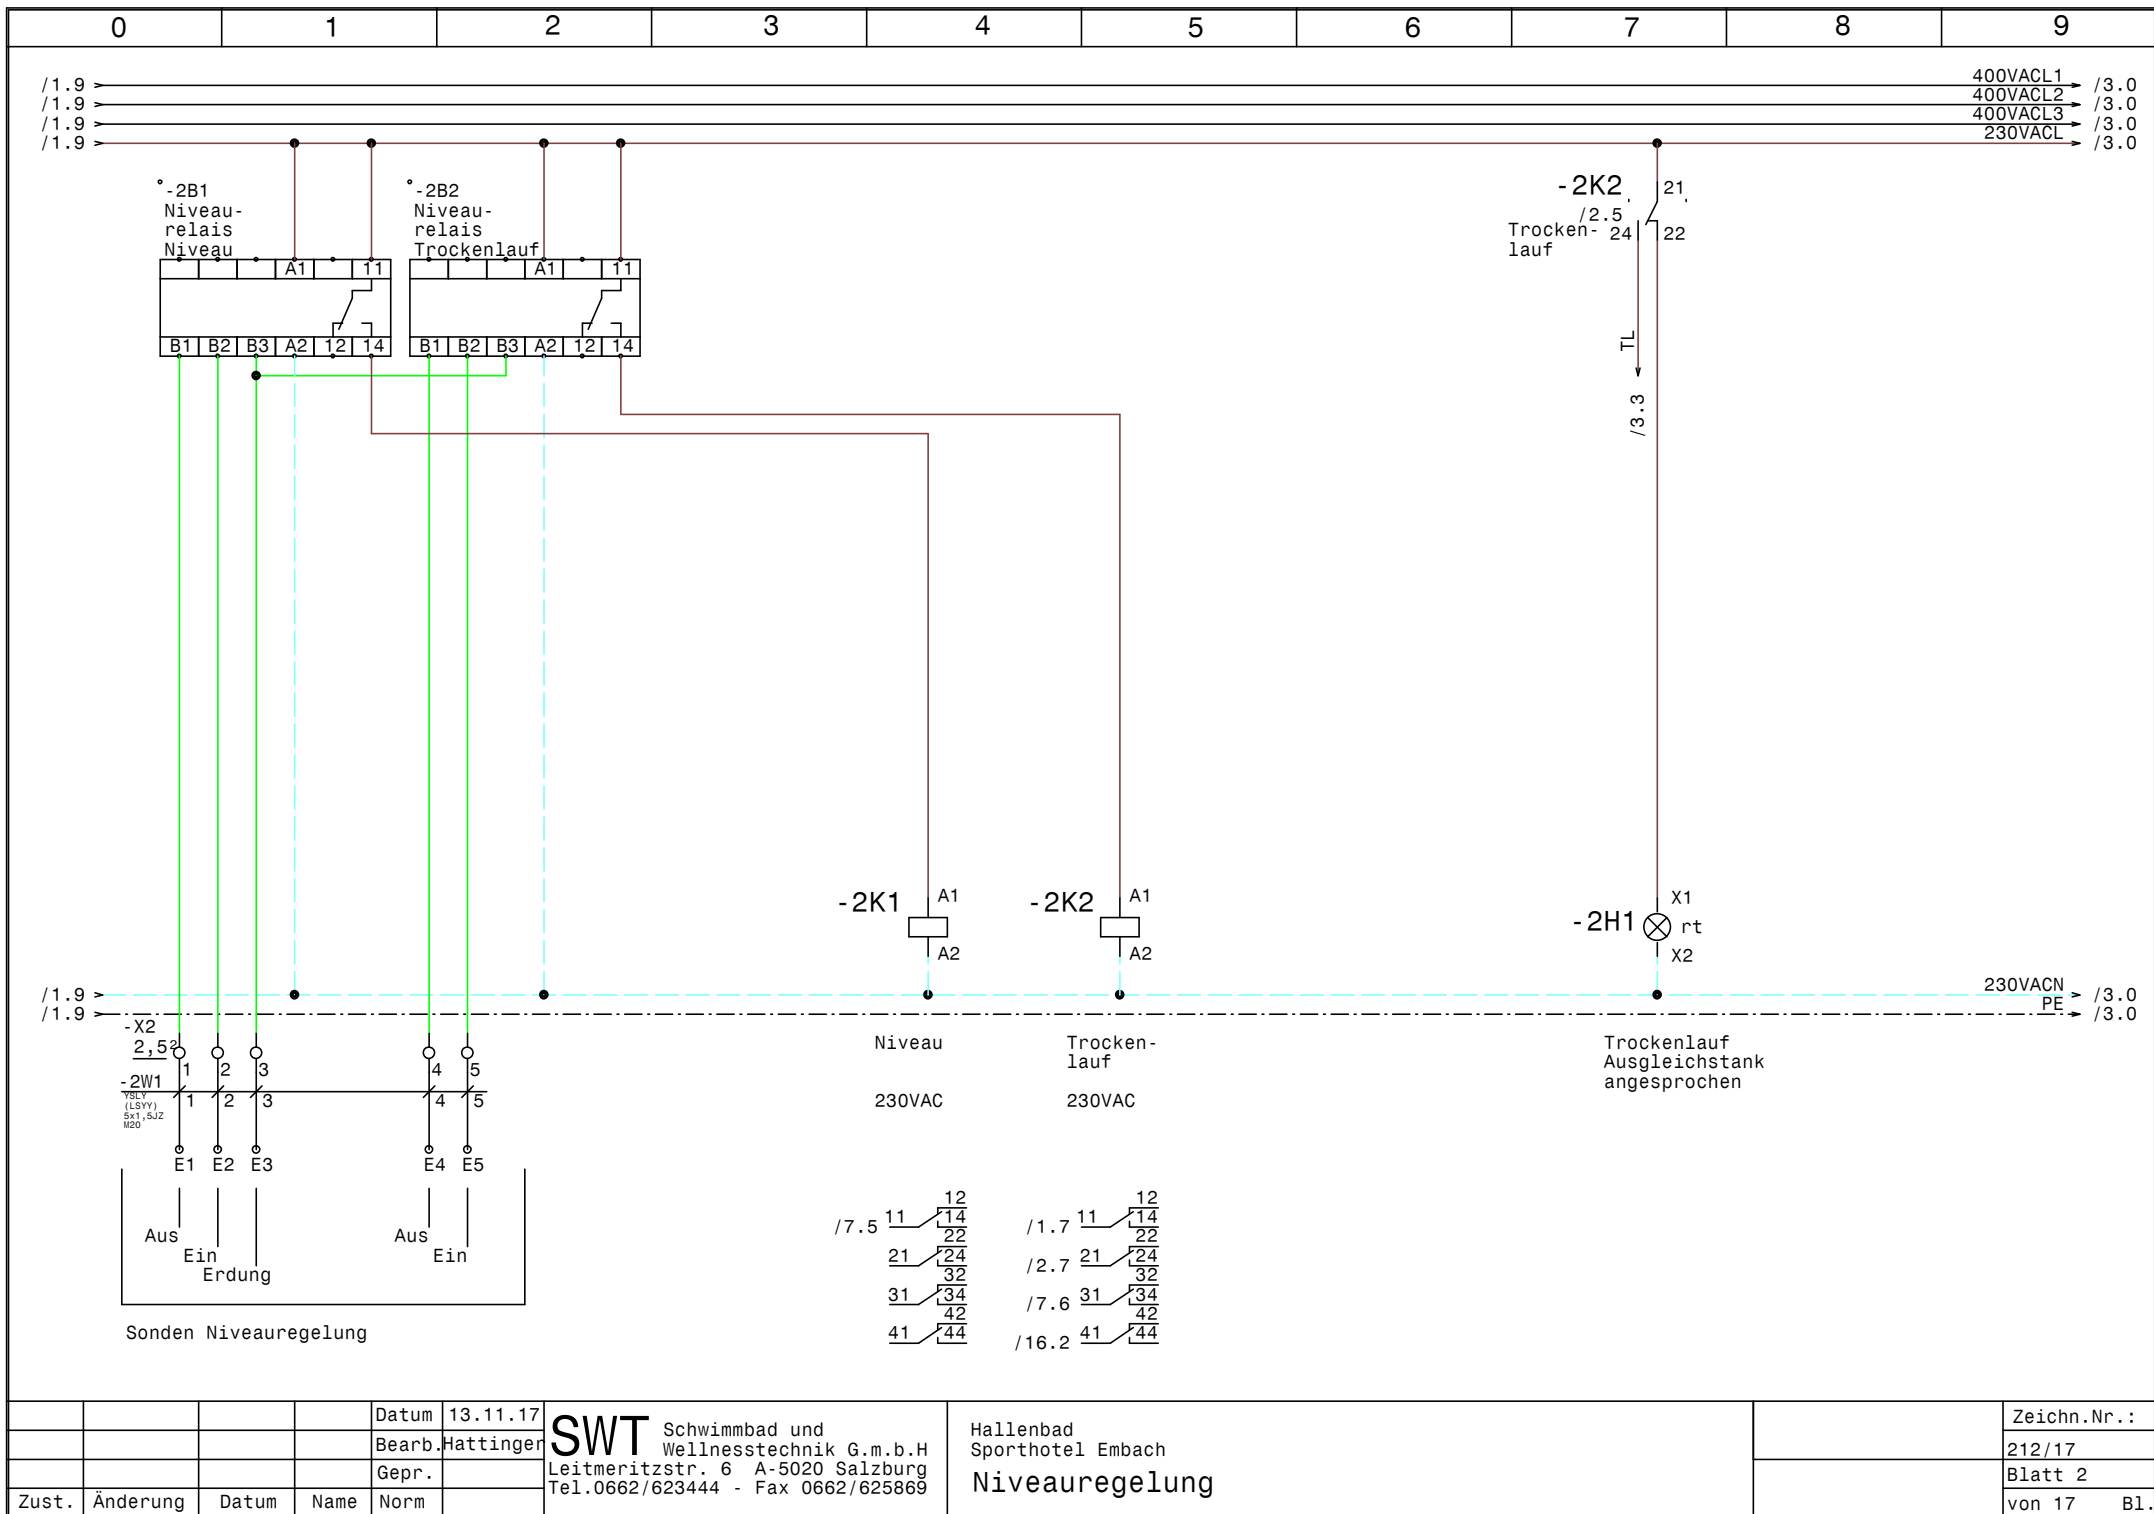 0 1 2 3 4 5 6 7 8 9
/1.9 400VACL1 /3.0
/1.9 400VACL2 /3.0
/1.9 400VACL3 /3.0
/1.9 230VACL /3.0
-2B1
Niveau-
relais
Niveau
-2B2
Niveau-
relais
Trockenlauf
-2K2 21
/2.5
Trocken- 24 22
lauf
A1 11 A1 11
B1 B2 B3 A2 12 14 B1 B2 B3 A2 12 14
TL
/3.3
-2K1 A1
A2
-2K2 A1
A2
-2H1 X1
rt
X2
/1.9 230VACN /3.0
/1.9 PE /3.0
-X2
2,5²
1 2 3 4 5
-2W1
YSLY
(LSYY)
5x1,5JZ
M20
1 2 3 4 5
E1 E2 E3 E4 E5
Aus
Ein
Erdung
Aus
Ein
Sonden Niveauregelung
Niveau
230VAC
Trocken-
lauf
230VAC
Trockenlauf
Ausgleichstank
angesprochen
12
/7.5 11 14
22
21 24
32
31 34
42
41 44
12
/1.7 11 14
22
/2.7 21 24
32
/7.6 31 34
42
/16.2 41 44
Datum 13.11.17
Bearb. Hattinger
Gepr.
Zust. Änderung Datum Name Norm
SWT Schwimmbad und
Wellnesstechnik G.m.b.H
Leitmeritzstr. 6 A-5020 Salzburg
Tel.0662/623444 - Fax 0662/625869
Hallenbad
Sporthotel Embach
Niveauregelung
Zeichn.Nr.:
212/17
Blatt 2
von 17 Bl.